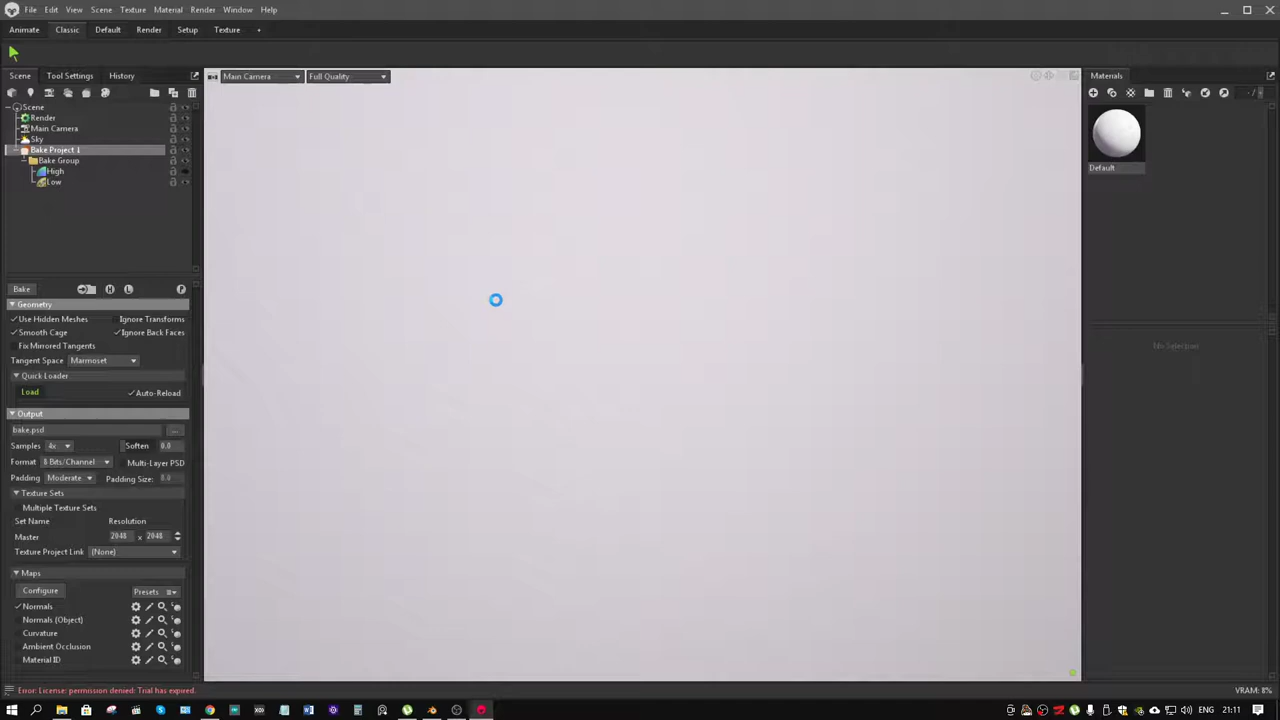 File Edit View Scene Texture Material Render Window Help
Animate Classic Default Render Setup Texture
Scene Tool Settings History
Main Camera Full Quality
Materials
Scene
Render
Main Camera
Sky
Bake Project 1
Bake Group
High
Low
Default
Bake H L P
Geometry
Use Hidden Meshes Ignore Transforms
Smooth Cage Ignore Back Faces
Fix Mirrored Tangents
Tangent Space Marmoset
Quick Loader
Load Auto-Reload
Output
bake.psd ...
Samples 4x Soften 0.0
Format 8 Bits/Channel Multi-Layer PSD
Padding Moderate Padding Size: 8.0
Texture Sets
Multiple Texture Sets
Set Name Resolution
Master 2048 x 2048
Texture Project Link (None)
Maps
Configure Presets
Normals
Normals (Object)
Curvature
Ambient Occlusion
Material ID
No Selection
Error: License: permission denied: Trial has expired.
VRAM: 8%
ENG 21:11